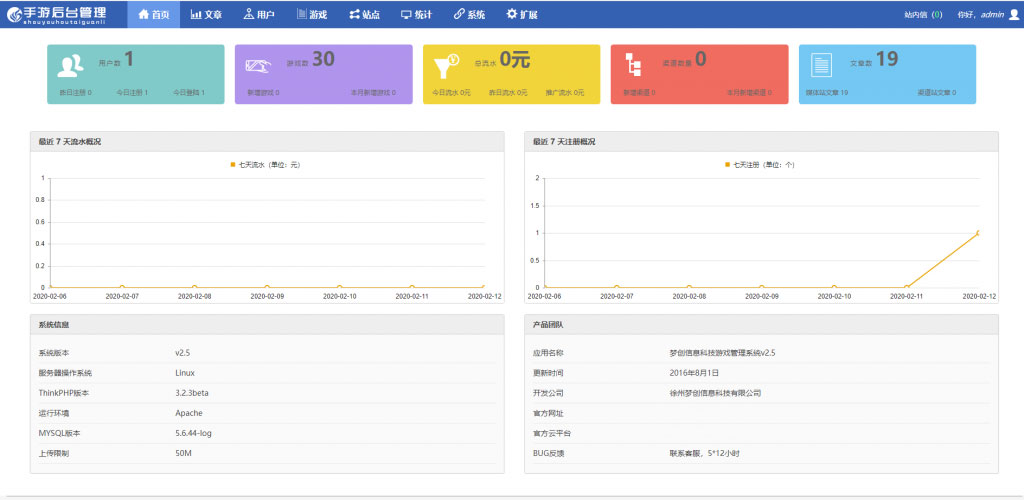 手游后台管理 首页 文章 用户 游戏 站点 统计 系统 扩展 站内信（0） 你好，admin
shouyouhoutaiguanli
用户数 1
昨日注册 0 今日注册 1 今日登陆 1
游戏数 30
新增游戏 0 本月新增游戏 0
总流水 0元
今日流水 0元 昨日流水 0元 推广流水 0元
渠道数量 0
新增渠道 0 本月新增渠道 0
文章数 19
媒体站文章 19 渠道站文章 0
最近 7 天流水概况
七天流水（单位：元）
1
0.8
0.6
0.4
0.2
0
2020-02-06 2020-02-07 2020-02-08 2020-02-09 2020-02-10 2020-02-11 2020-02-12
最近 7 天注册概况
七天注册（单位：个）
2
1.5
1
0.5
0
2020-02-06 2020-02-07 2020-02-08 2020-02-09 2020-02-10 2020-02-11 2020-02-12
系统信息
系统版本 v2.5
服务器操作系统 Linux
ThinkPHP版本 3.2.3beta
运行环境 Apache
MYSQL版本 5.6.44-log
上传限制 50M
产品团队
应用名称 梦创信息科技游戏管理系统v2.5
更新时间 2016年8月1日
开发公司 徐州梦创信息科技有限公司
官方网址
官方云平台
BUG反馈 联系客服，5*12小时